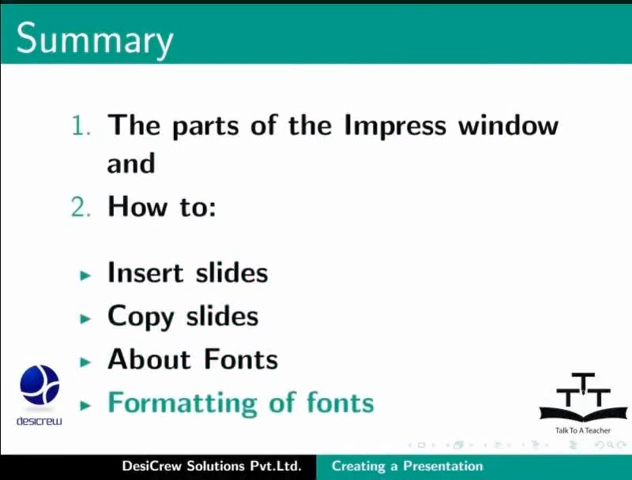 Summary
1. The parts of the Impress window
and
2. How to:
► Insert slides
► Copy slides
► About Fonts
► Formatting of fonts
desicrew
TTT
Talk To A Teacher
DesiCrew Solutions Pvt.Ltd. Creating a Presentation